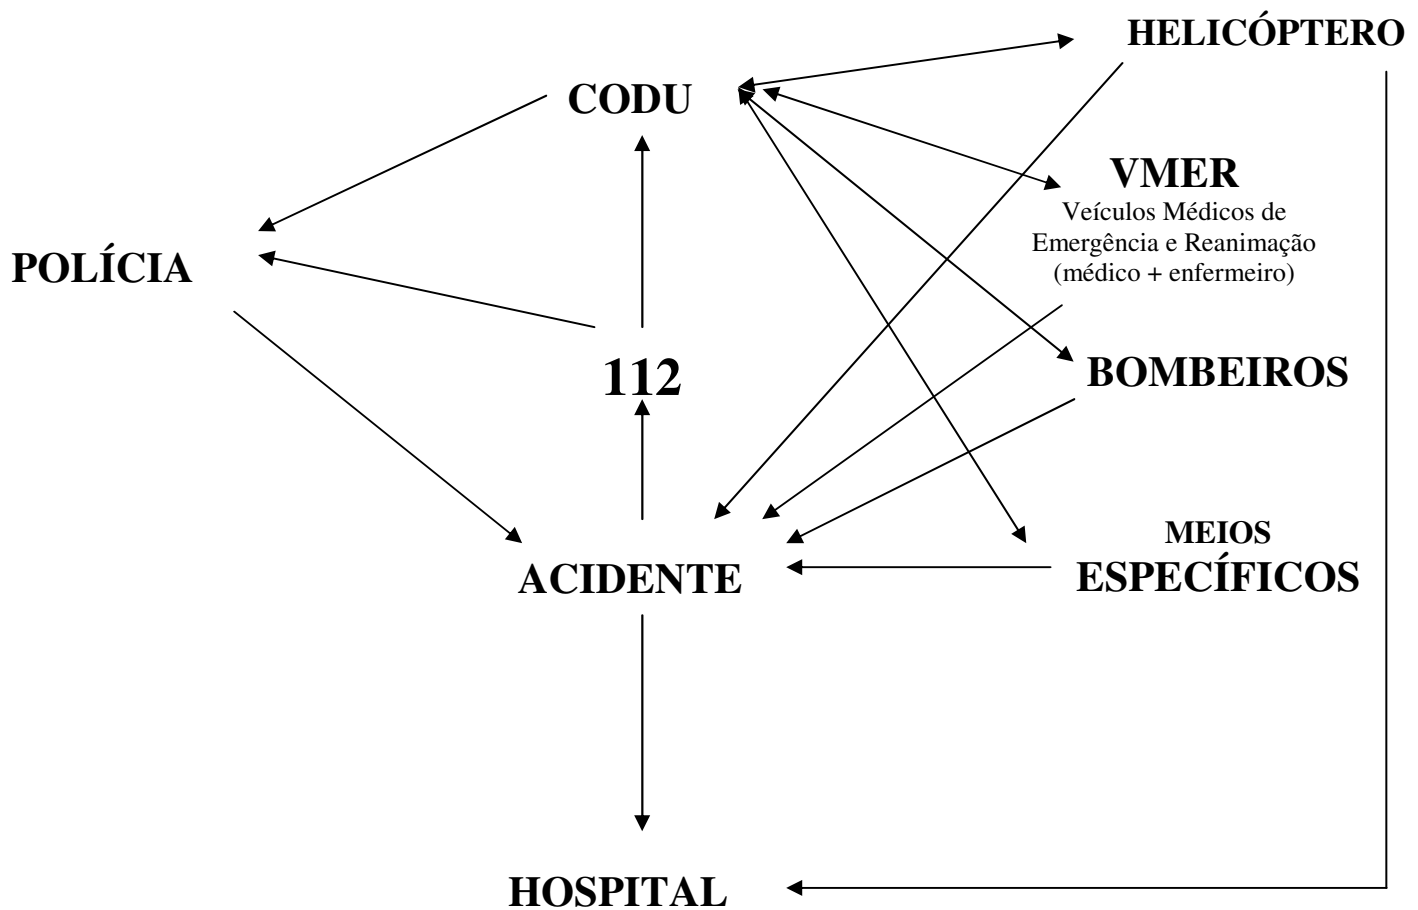 HELICÓPTERO
CODU
VMER
Veículos Médicos de
Emergência e Reanimação
(médico + enfermeiro)
POLÍCIA
112
BOMBEIROS
MEIOS
ESPECÍFICOS
ACIDENTE
HOSPITAL